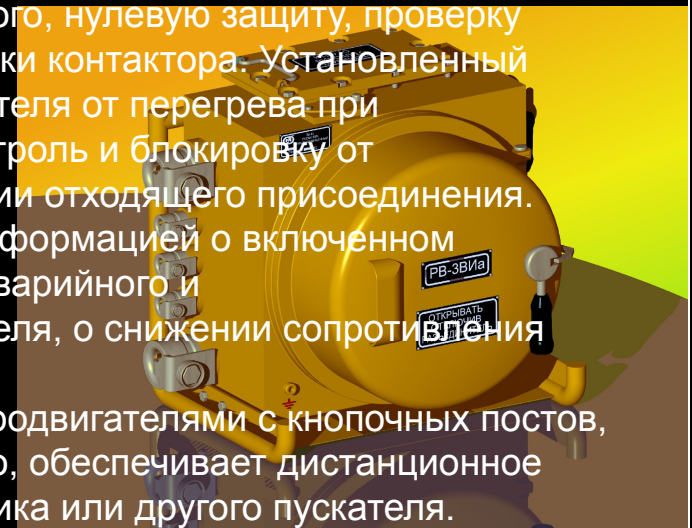 ого, нулевую защиту, проверку
ки контактора. Установленный
теля от перегрева при
троль и блокировку от
ии отходящего присоединения.
формацией о включенном
варийного и
еля, о снижении сопротивления
родвигателями с кнопочных постов,
о, обеспечивает дистанционное
ика или другого пускателя.
РВ-3ВИа
ОТКРЫВАТЬ